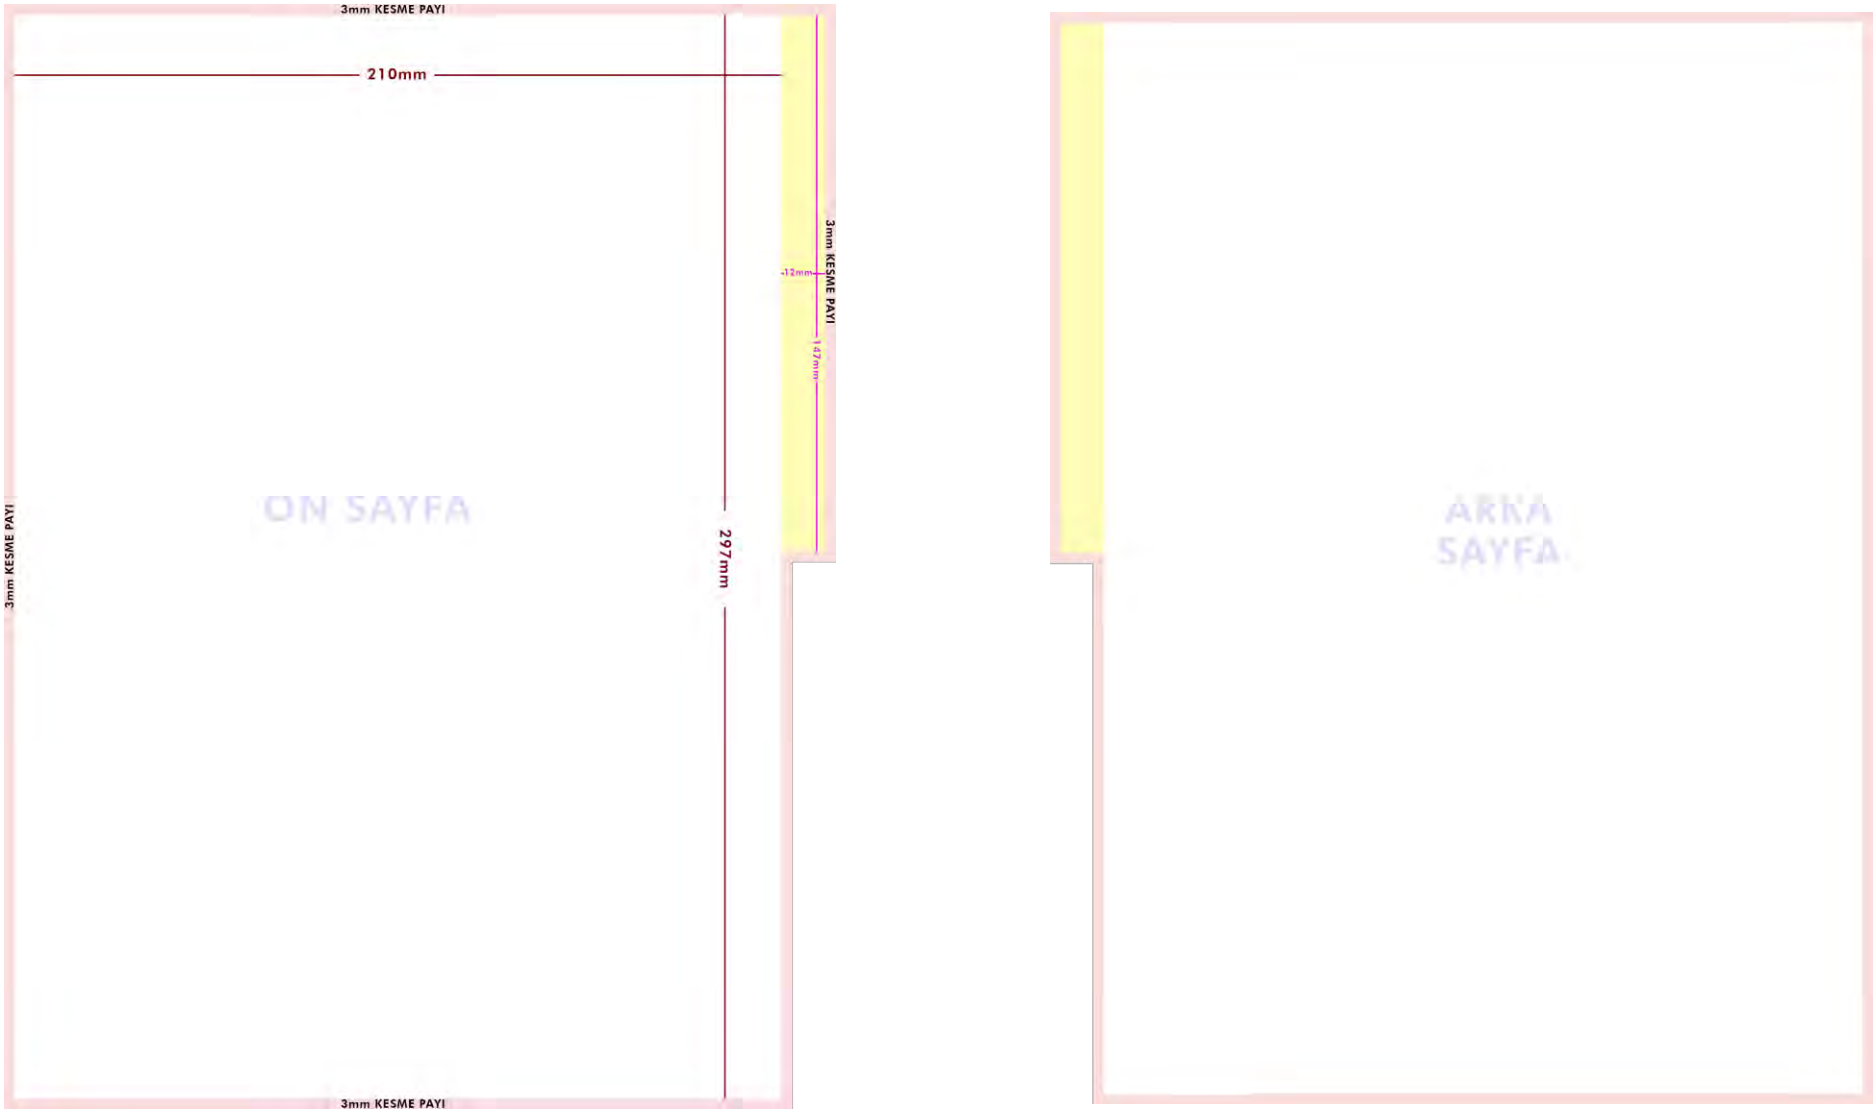 3mm KESME PAYI
210mm
3mm KESME PAYI
12mm
147mm
ON SAYFA
ARKA
SAYFA
297mm
3mm KESME PAYI
3mm KESME PAYI